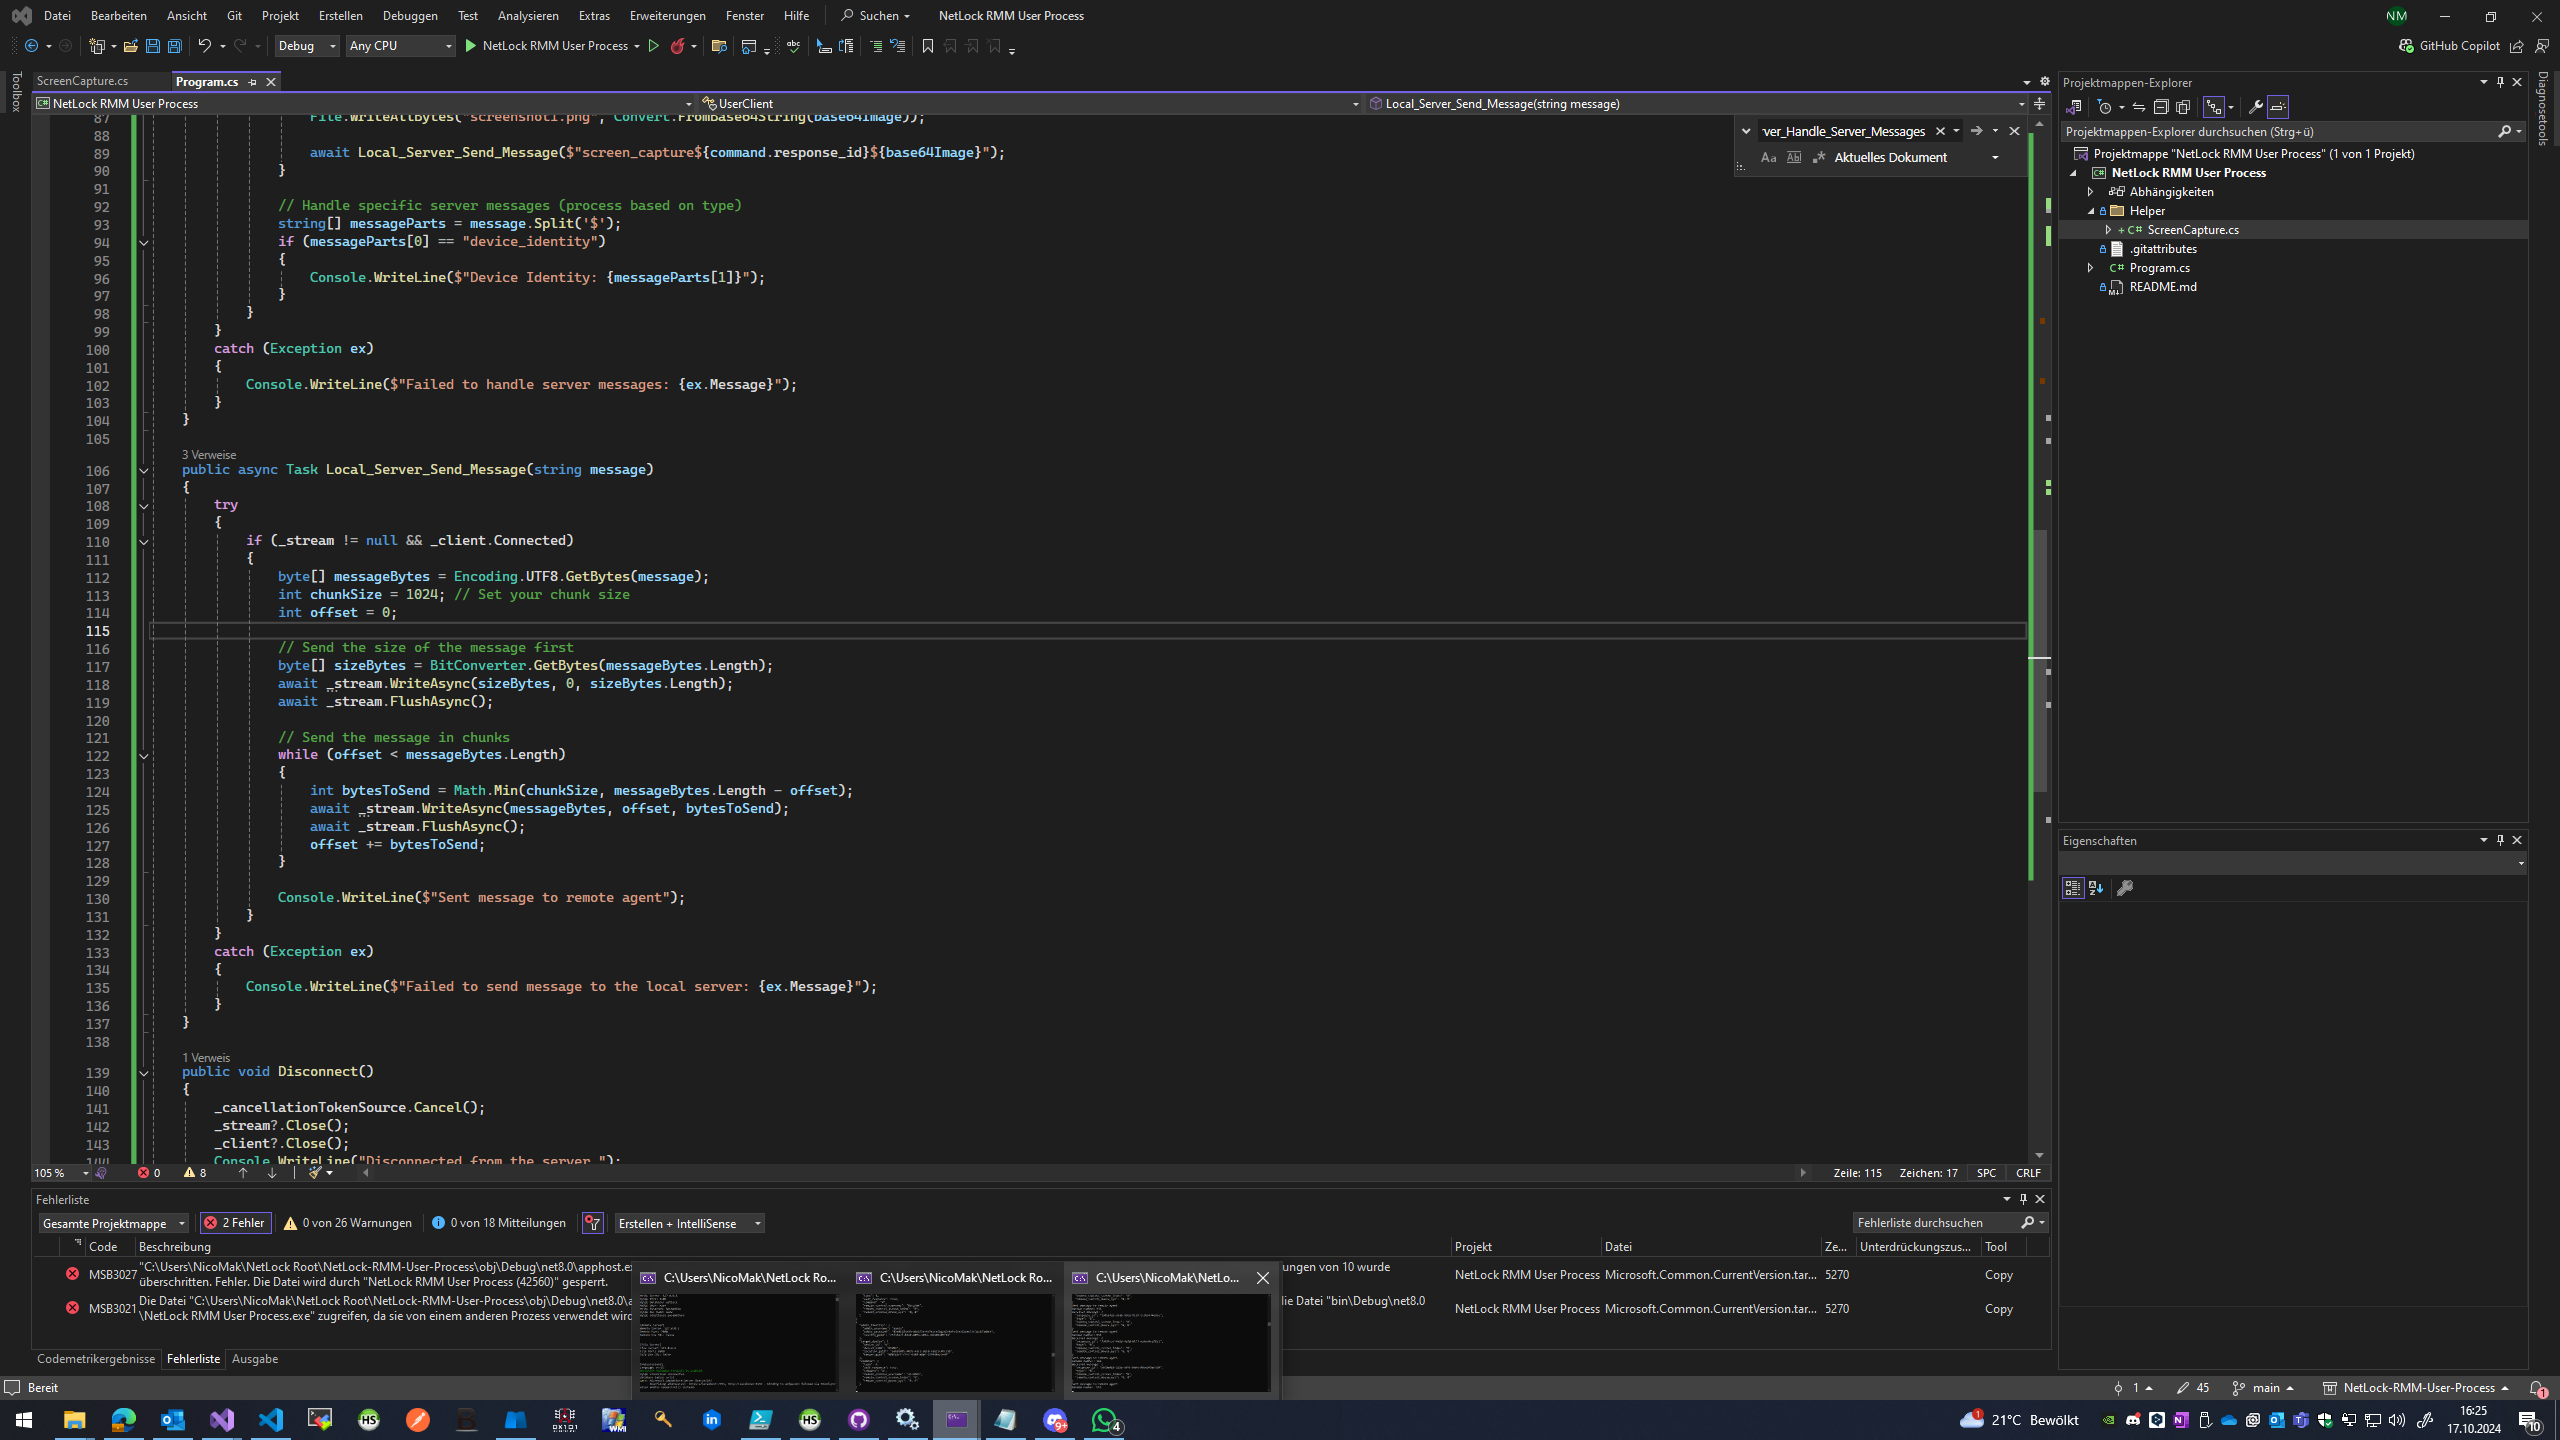 Datei Bearbeiten Ansicht Git Projekt Erstellen Debuggen Test Analysieren Extras Erweiterungen Fenster Hilfe Suchen NetLock RMM User Process NM
Debug Any CPU NetLock RMM User Process GitHub Copilot
Toolbox
ScreenCapture.cs Program.cs
NetLock RMM User Process UserClient Local_Server_Send_Message(string message)
ver_Handle_Server_Messages
Aktuelles Dokument
87 File.WriteAllBytes("screenshot1.png", Convert.FromBase64String(base64Image));
88
89 await Local_Server_Send_Message($"screen_capture${command.response_id}${base64Image}");
90 }
91
92 // Handle specific server messages (process based on type)
93 string[] messageParts = message.Split('$');
94 if (messageParts[0] == "device_identity")
95 {
96 Console.WriteLine($"Device Identity: {messageParts[1]}");
97 }
98 }
99 }
100 catch (Exception ex)
101 {
102 Console.WriteLine($"Failed to handle server messages: {ex.Message}");
103 }
104 }
105
3 Verweise
106 public async Task Local_Server_Send_Message(string message)
107 {
108 try
109 {
110 if (_stream != null && _client.Connected)
111 {
112 byte[] messageBytes = Encoding.UTF8.GetBytes(message);
113 int chunkSize = 1024; // Set your chunk size
114 int offset = 0;
115
116 // Send the size of the message first
117 byte[] sizeBytes = BitConverter.GetBytes(messageBytes.Length);
118 await _stream.WriteAsync(sizeBytes, 0, sizeBytes.Length);
119 await _stream.FlushAsync();
120
121 // Send the message in chunks
122 while (offset < messageBytes.Length)
123 {
124 int bytesToSend = Math.Min(chunkSize, messageBytes.Length - offset);
125 await _stream.WriteAsync(messageBytes, offset, bytesToSend);
126 await _stream.FlushAsync();
127 offset += bytesToSend;
128 }
129
130 Console.WriteLine($"Sent message to remote agent");
131 }
132 }
133 catch (Exception ex)
134 {
135 Console.WriteLine($"Failed to send message to the local server: {ex.Message}");
136 }
137 }
138
1 Verweis
139 public void Disconnect()
140 {
141 _cancellationTokenSource.Cancel();
142 _stream?.Close();
143 _client?.Close();
144 Console.WriteLine("Disconnected from the server.");
105 % 0 8 Zeile: 115 Zeichen: 17 SPC CRLF
Projektmappen-Explorer
Projektmappen-Explorer durchsuchen (Strg+ü)
Projektmappe "NetLock RMM User Process" (1 von 1 Projekt)
NetLock RMM User Process
Abhängigkeiten
Helper
ScreenCapture.cs
.gitattributes
Program.cs
README.md
Diagnosetools
Eigenschaften
Fehlerliste
Gesamte Projektmappe 2 Fehler 0 von 26 Warnungen 0 von 18 Mitteilungen Erstellen + IntelliSense Fehlerliste durchsuchen
Code Beschreibung Projekt Datei Ze... Unterdrückungszus... Tool
MSB3027 "C:\Users\NicoMak\NetLock Root\NetLock-RMM-User-Process\obj\Debug\net8.0\apphost.ex ungen von 10 wurde
überschritten. Fehler. Die Datei wird durch "NetLock RMM User Process (42560)" gesperrt. NetLock RMM User Process Microsoft.Common.CurrentVersion.tar... 5270 Copy
MSB3021 Die Datei "C:\Users\NicoMak\NetLock Root\NetLock-RMM-User-Process\obj\Debug\net8.0\a die Datei "bin\Debug\net8.0
\NetLock RMM User Process.exe" zugreifen, da sie von einem anderen Prozess verwendet wird NetLock RMM User Process Microsoft.Common.CurrentVersion.tar... 5270 Copy
C:\Users\NicoMak\NetLock Ro... C:\Users\NicoMak\NetLock Ro... C:\Users\NicoMak\NetLo...
Codemetrikergebnisse Fehlerliste Ausgabe
Bereit 1 45 main NetLock-RMM-User-Process 1
21°C Bewölkt 16:25
17.10.2024
10